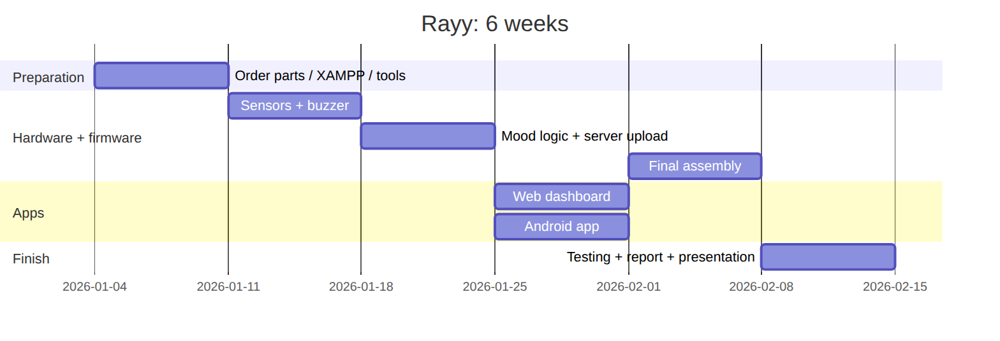 Rayy: 6 weeks
Preparation
Order parts / XAMPP / tools
Sensors + buzzer
Hardware + firmware
Mood logic + server upload
Final assembly
Web dashboard
Apps
Android app
Finish
Testing + report + presentation
2026-01-04
2026-01-11
2026-01-18
2026-01-25
2026-02-01
2026-02-08
2026-02-15